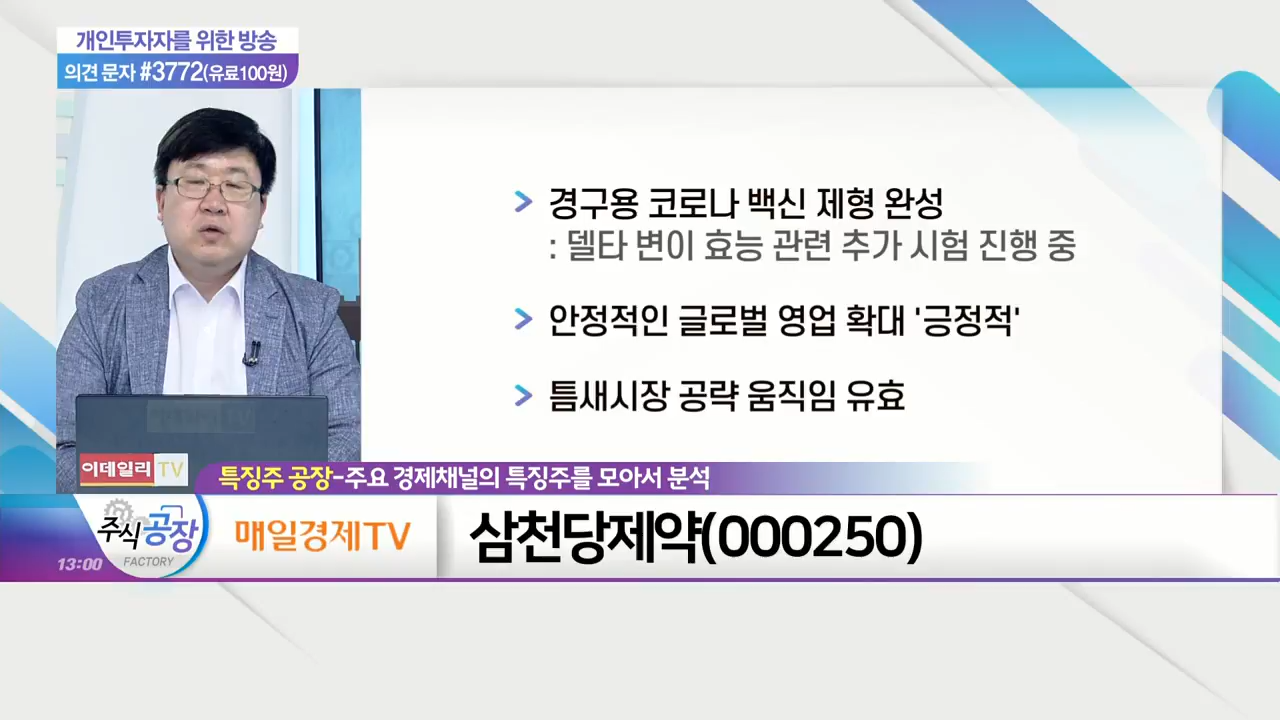 개인투자자를 위한 방송
의견 문자 #3772(유료100원)
> 경구용 코로나 백신 제형 완성
: 델타 변이 효능 관련 추가 시험 진행 중
> 안정적인 글로벌 영업 확대 '긍정적'
> 틈새시장 공략 움직임 유효
이데일리 TV
특징주 공장-주요 경제채널의 특징주를 모아서 분석
주식공장
FACTORY
13:00
매일경제TV
삼천당제약(000250)